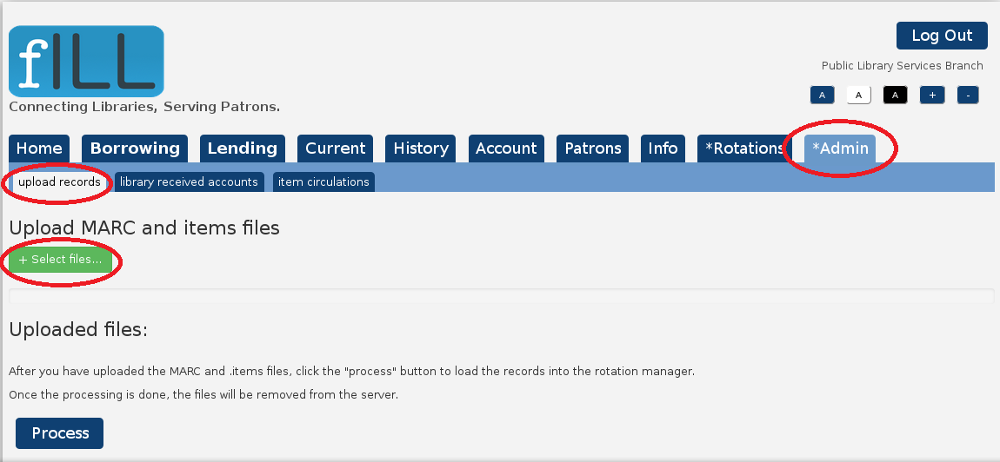 fILL
Log Out
Public Library Services Branch
A A A + -
Connecting Libraries, Serving Patrons.
Home Borrowing Lending Current History Account Patrons Info *Rotations *Admin
upload records library received accounts item circulations
Upload MARC and items files
+ Select files...
Uploaded files:
After you have uploaded the MARC and .items files, click the "process" button to load the records into the rotation manager.
Once the processing is done, the files will be removed from the server.
Process